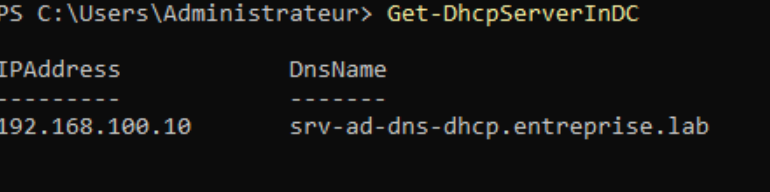 PS C:\Users\Administrateur> Get-DhcpServerInDC
IPAddress            DnsName
---------            -------
192.168.100.10       srv-ad-dns-dhcp.entreprise.lab